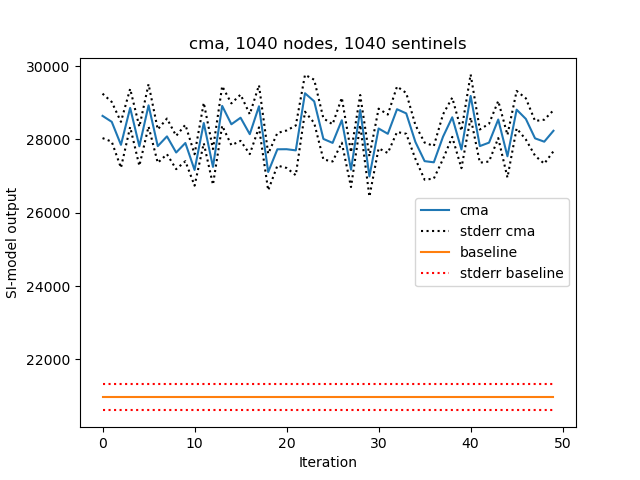 cma, 1040 nodes, 1040 sentinels
SI-model output
30000
28000
26000
24000
22000
cma
stderr cma
baseline
stderr baseline
0 10 20 30 40 50
Iteration